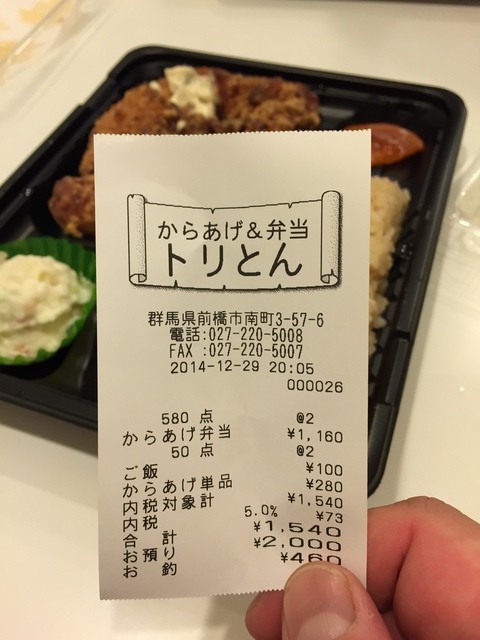 からあげ&弁当
トリとん
群馬県前橋市南町3-57-6
電話:027-220-5008
FAX :027-220-5007
2014-12-29 20:05
000026
580 点 @2
からあげ弁当 ¥1,160
50 点 @2
ご飯 ¥100
からあげ単品 ¥280
内税対象計 ¥1,540
内税 5.0% ¥73
合 計 ¥1,540
お預り ¥2,000
お 釣 ¥460